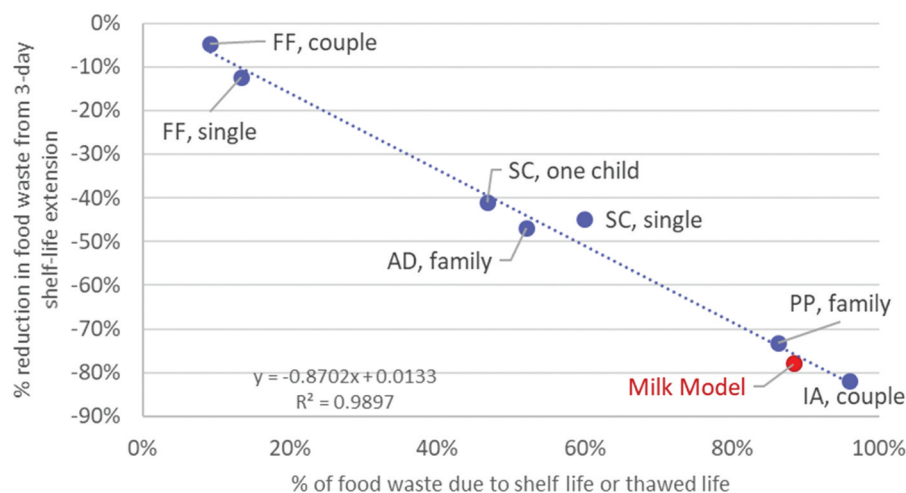 % reduction in food waste from 3-day
shelf-life extension
0%
-10%
-20%
-30%
-40%
-50%
-60%
-70%
-80%
-90%
FF, couple
FF, single
SC, one child
SC, single
AD, family
PP, family
Milk Model
IA, couple
y = -0.8702x + 0.0133
R² = 0.9897
0%
20%
40%
60%
80%
100%
% of food waste due to shelf life or thawed life